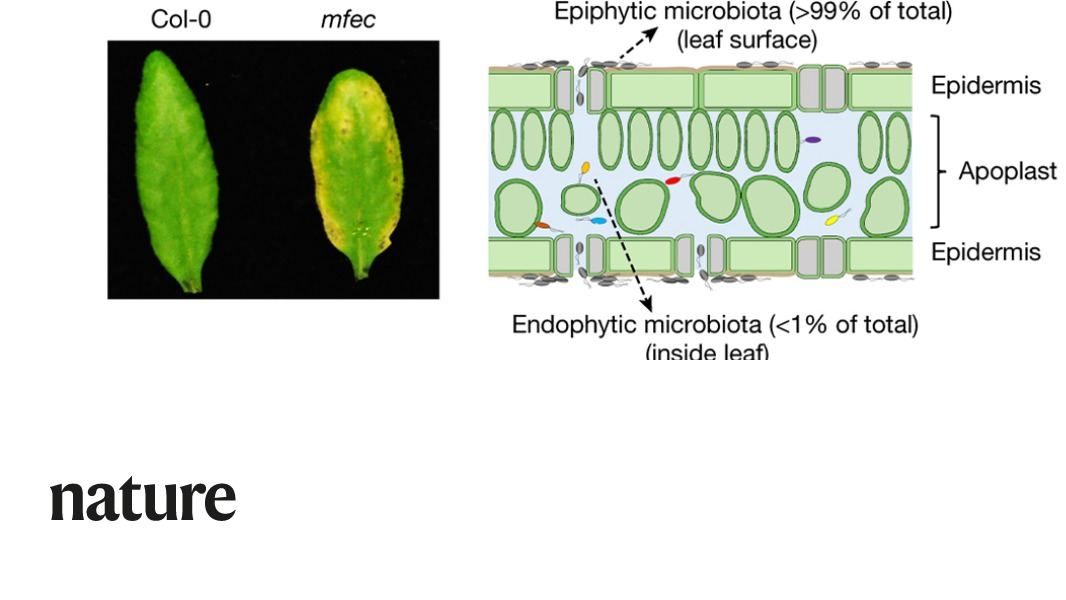 Col-0
mfec
Epiphytic microbiota (>99% of total)
(leaf surface)
Epidermis
Apoplast
Epidermis
Endophytic microbiota (<1% of total)
(inside leaf)
nature